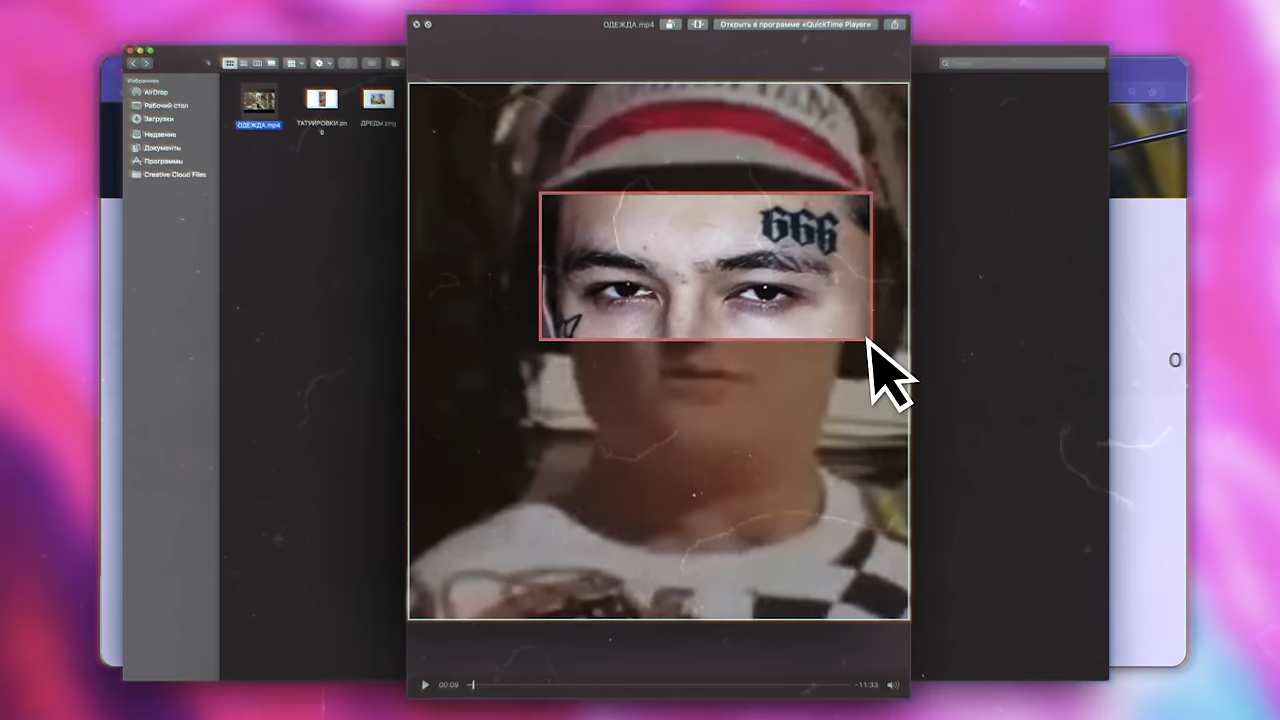 ОДЕЖДА.mp4
Открыть в программе «QuickTime Player»
Избранное
AirDrop
Рабочий стол
Загрузки
Недавние
Документы
Программы
Creative Cloud Files
ОДЕЖДА.mp4
ТАТУИРОВКИ.pn
g
ДРЕДЫ.png
666
О
00:09
-11:33